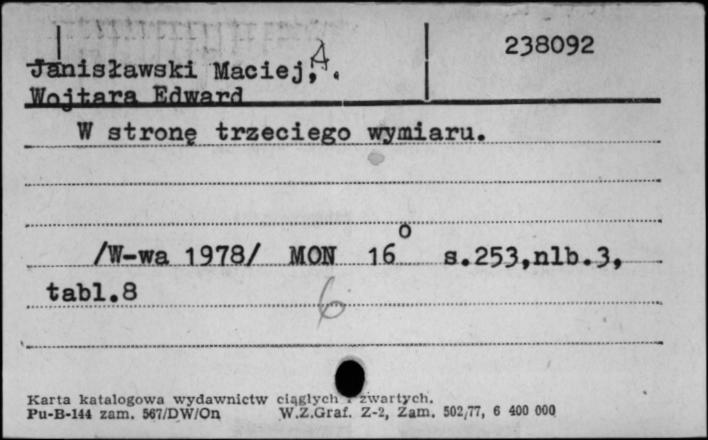 238092
Janisławski Maciej, A.
Wojtara Edward
W stronę trzeciego wymiaru.
/W-wa 1978/ MON 16° s.253,nlb.3,
tabl.8
6
Karta katalogowa wydawnictw ciągłych i zwartych.
Pu-B-144 zam. 567/DW/On W.Z.Graf. Z-2, Zam. 502/77, 6 400 000